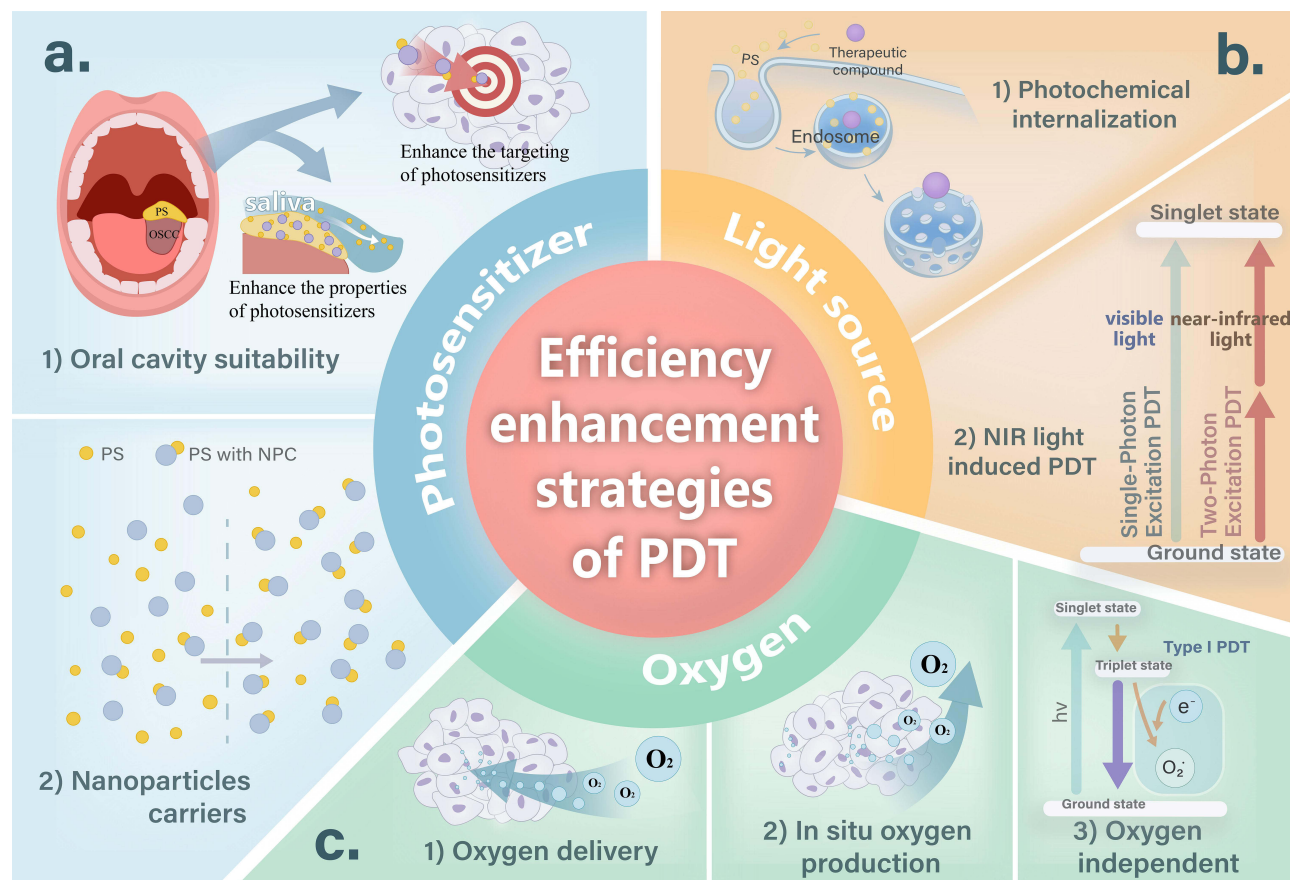 a.
PS
OSCC
Enhance the targeting
of photosensitizers
saliva
Enhance the properties
of photosensitizers
1) Oral cavity suitability
PS
PS with NPC
2) Nanoparticles
carriers
Photosensitizer
Light source
Oxygen
Efficiency
enhancement
strategies
of PDT
b.
PS
Therapeutic
compound
Endosome
1) Photochemical
internalization
Singlet state
visible
light
near-infrared
light
Single-Photon
Excitation PDT
Two-Photon
Excitation PDT
2) NIR light
induced PDT
Ground state
c.
O₂
O₂
O₂
1) Oxygen delivery
O₂
O₂
O₂
2) In situ oxygen
production
Singlet state
Type I PDT
Triplet state
hv
e⁻
O₂·
Ground state
3) Oxygen
independent